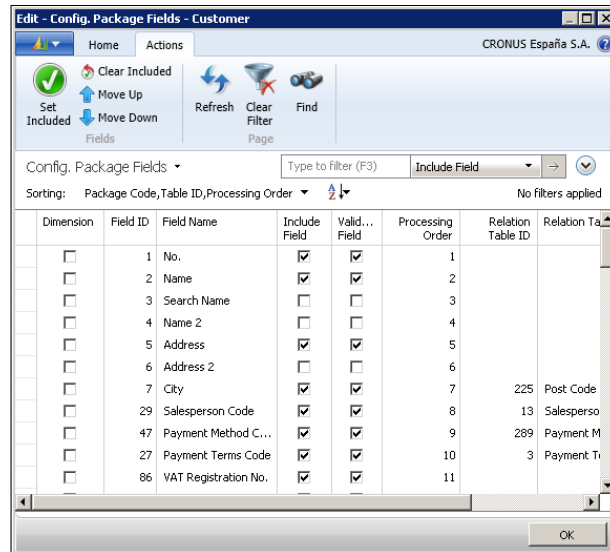 Edit - Config. Package Fields - Customer
Home Actions CRONUS España S.A.
Set Included Clear Included Move Up Move Down Refresh Clear Filter Find
Fields Page
Config. Package Fields Type to filter (F3) Include Field
Sorting: Package Code,Table ID,Processing Order No filters applied
Dimension Field ID Field Name Include Field Valid... Field Processing Order Relation Table ID Relation Ta
1 No. 1
2 Name 2
3 Search Name 3
4 Name 2 4
5 Address 5
6 Address 2 6
7 City 7 225 Post Code
29 Salesperson Code 8 13 Salesperso
47 Payment Method C... 9 289 Payment M
27 Payment Terms Code 10 3 Payment T
86 VAT Registration No. 11
OK